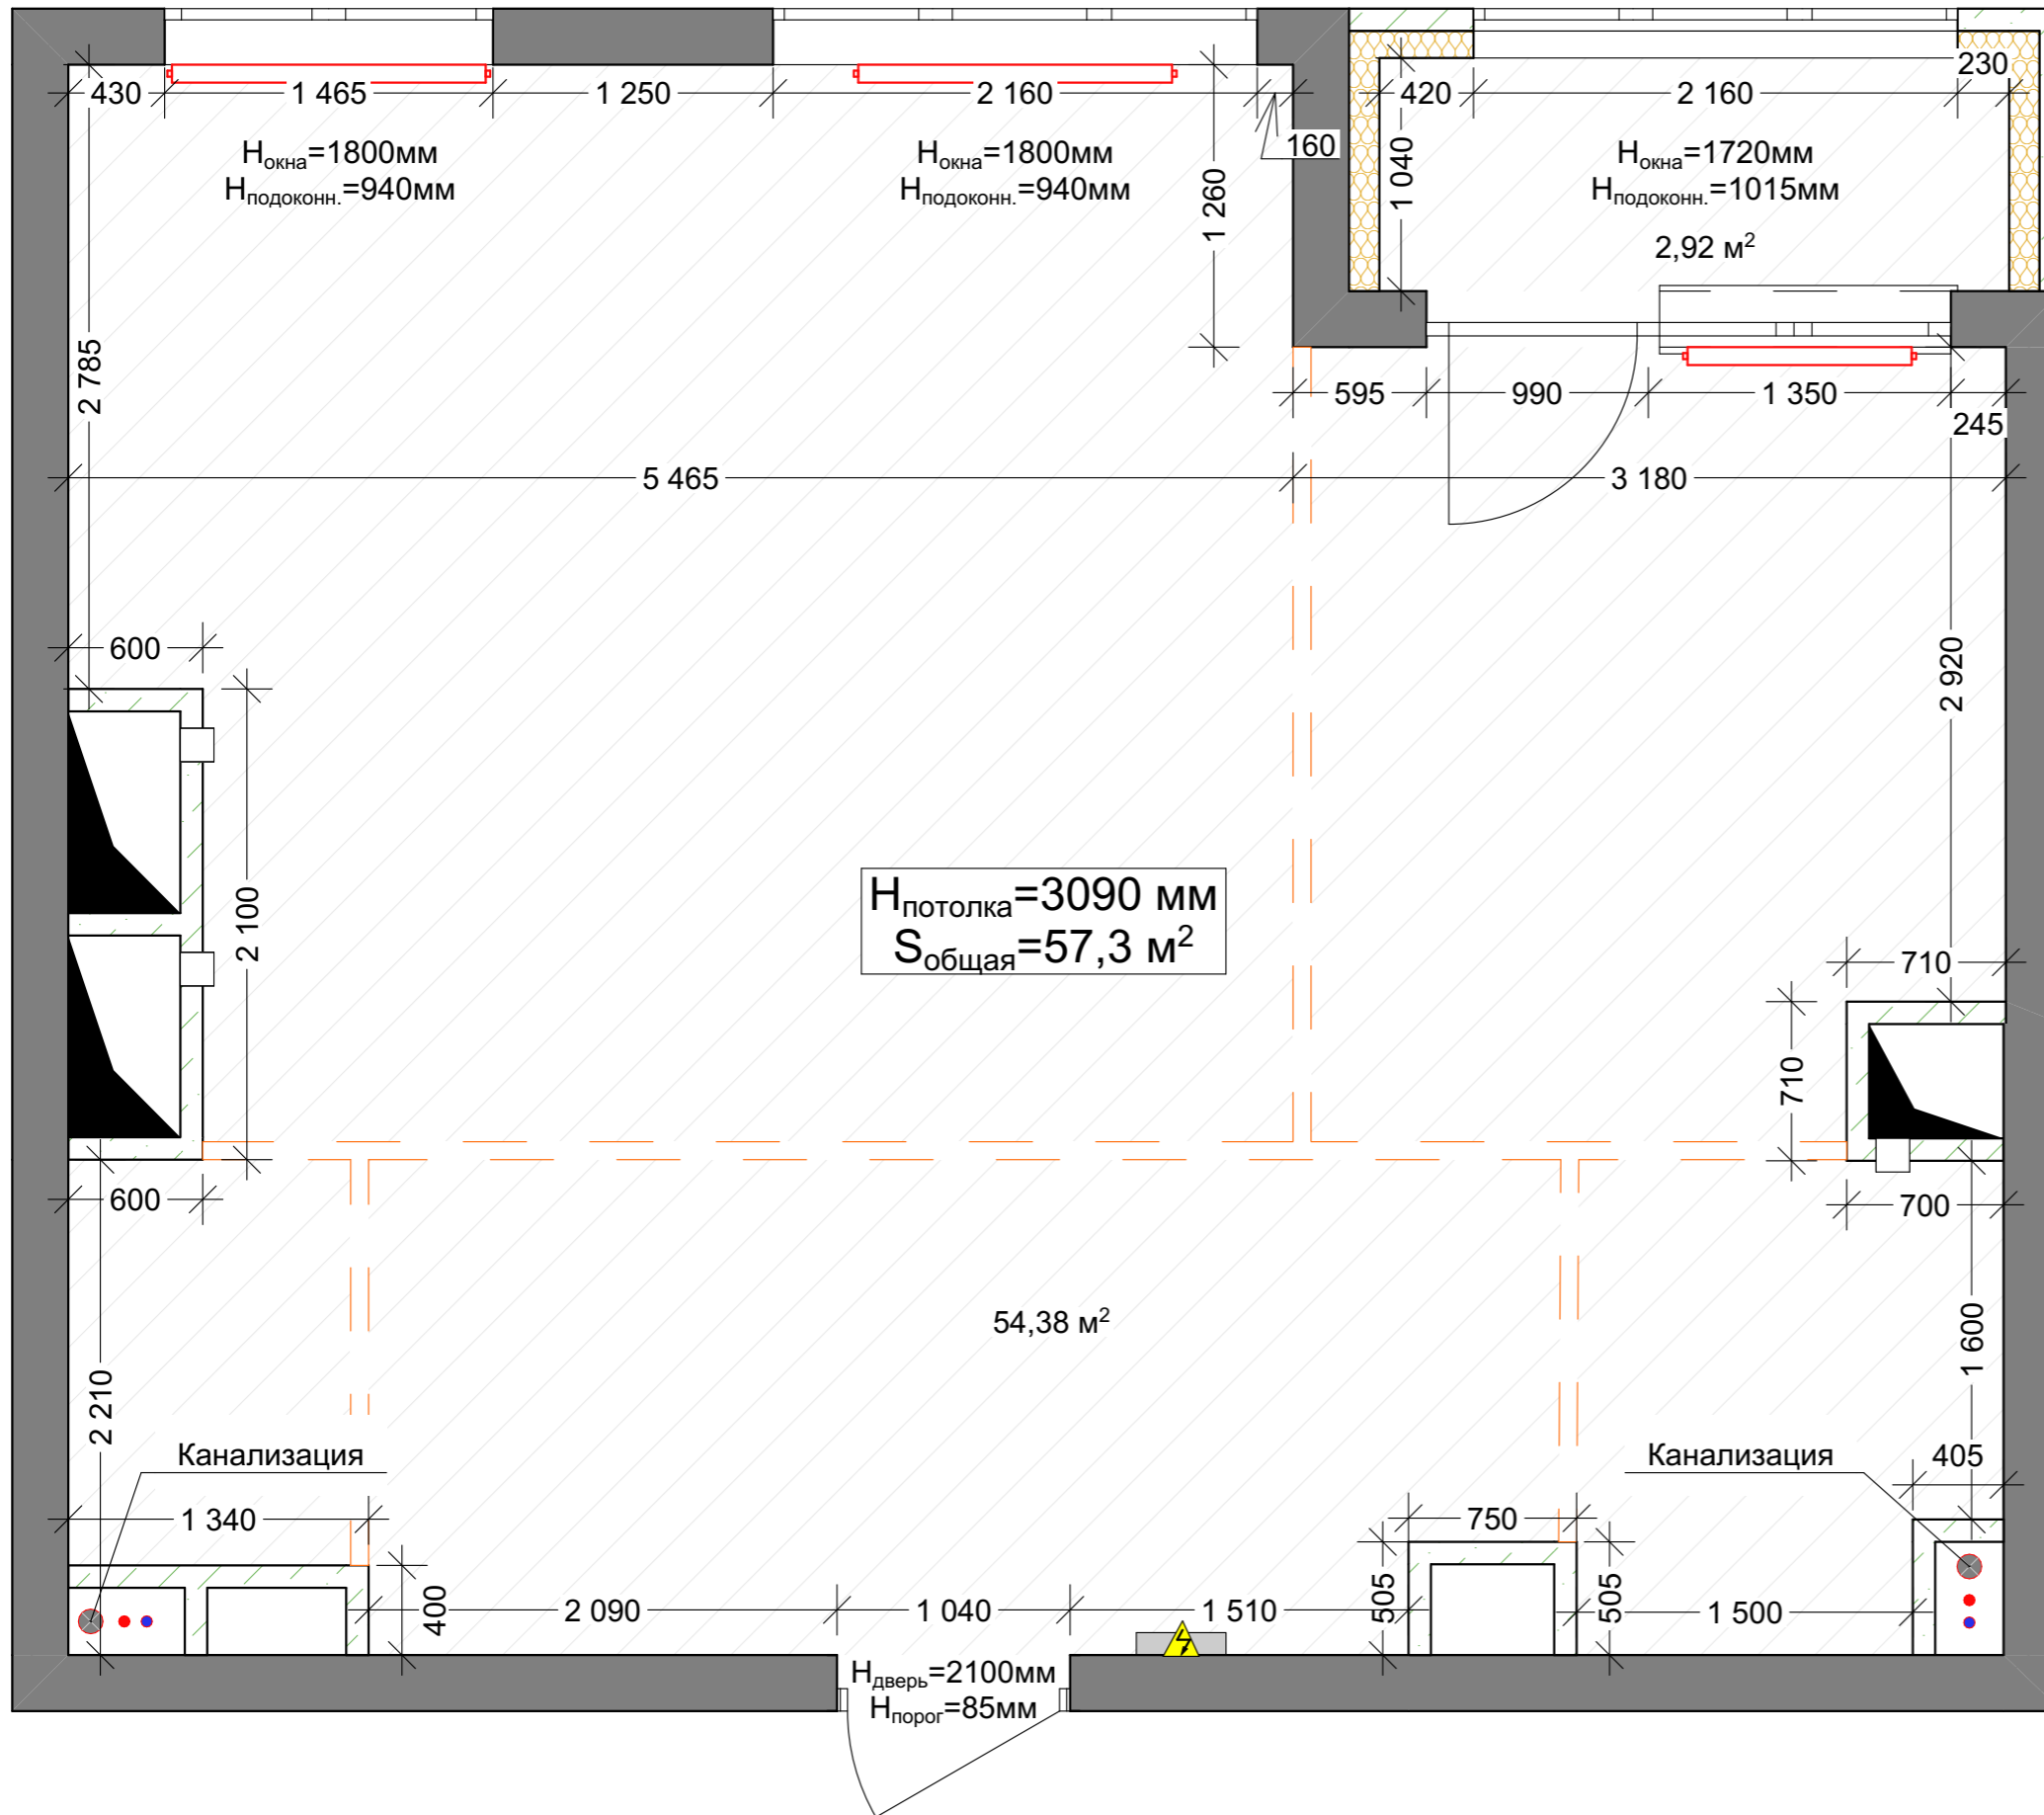 430
1 465
1 250
2 160
160
420
2 160
230
Hокна=1800мм
Hподоконн.=940мм
Hокна=1800мм
Hподоконн.=940мм
Hокна=1720мм
Hподоконн.=1015мм
2,92 м²
1 260
1 040
2 785
595
990
1 350
245
5 465
3 180
600
2 920
2 100
Hпотолка=3090 мм
Sобщая=57,3 м²
710
710
600
700
54,38 м²
2 210
1 600
Канализация
Канализация
405
1 340
750
400
2 090
1 040
1 510
505
505
1 500
Hдверь=2100мм
Hпорог=85мм